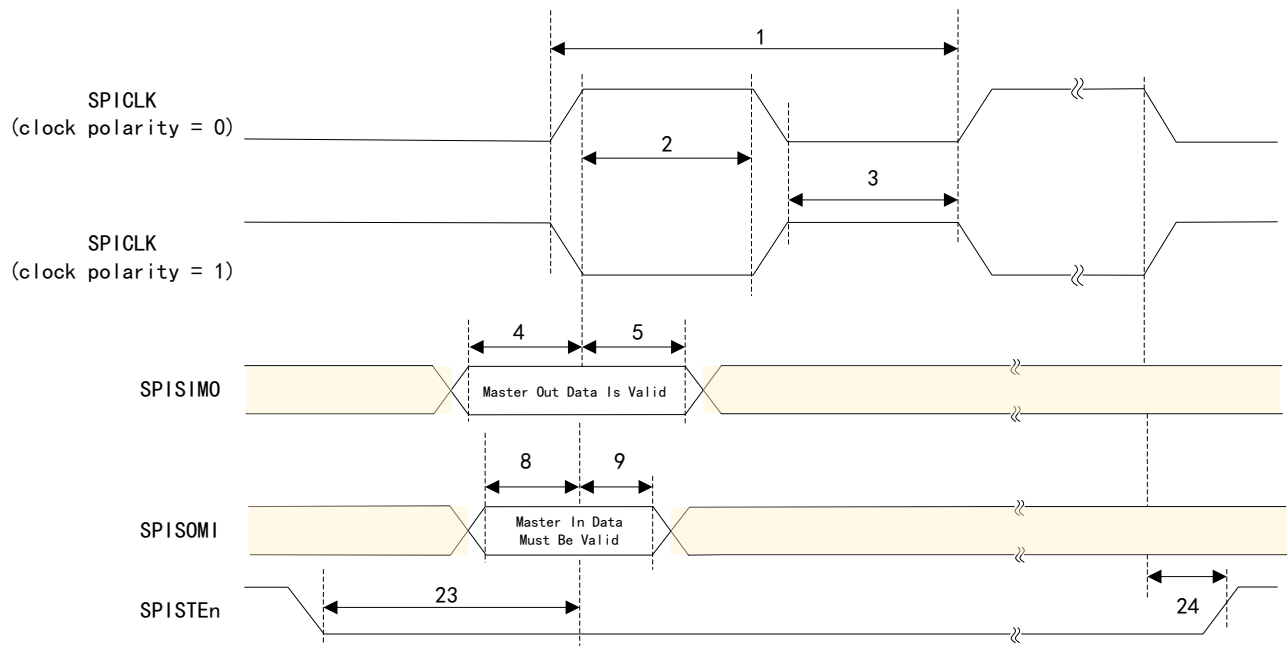 1
SPICLK
(clock polarity = 0)
2
3
SPICLK
(clock polarity = 1)
4
5
SPISIMO
Master Out Data Is Valid
8
9
SPISOMI
Master In Data
Must Be Valid
SPISTEn
23
24